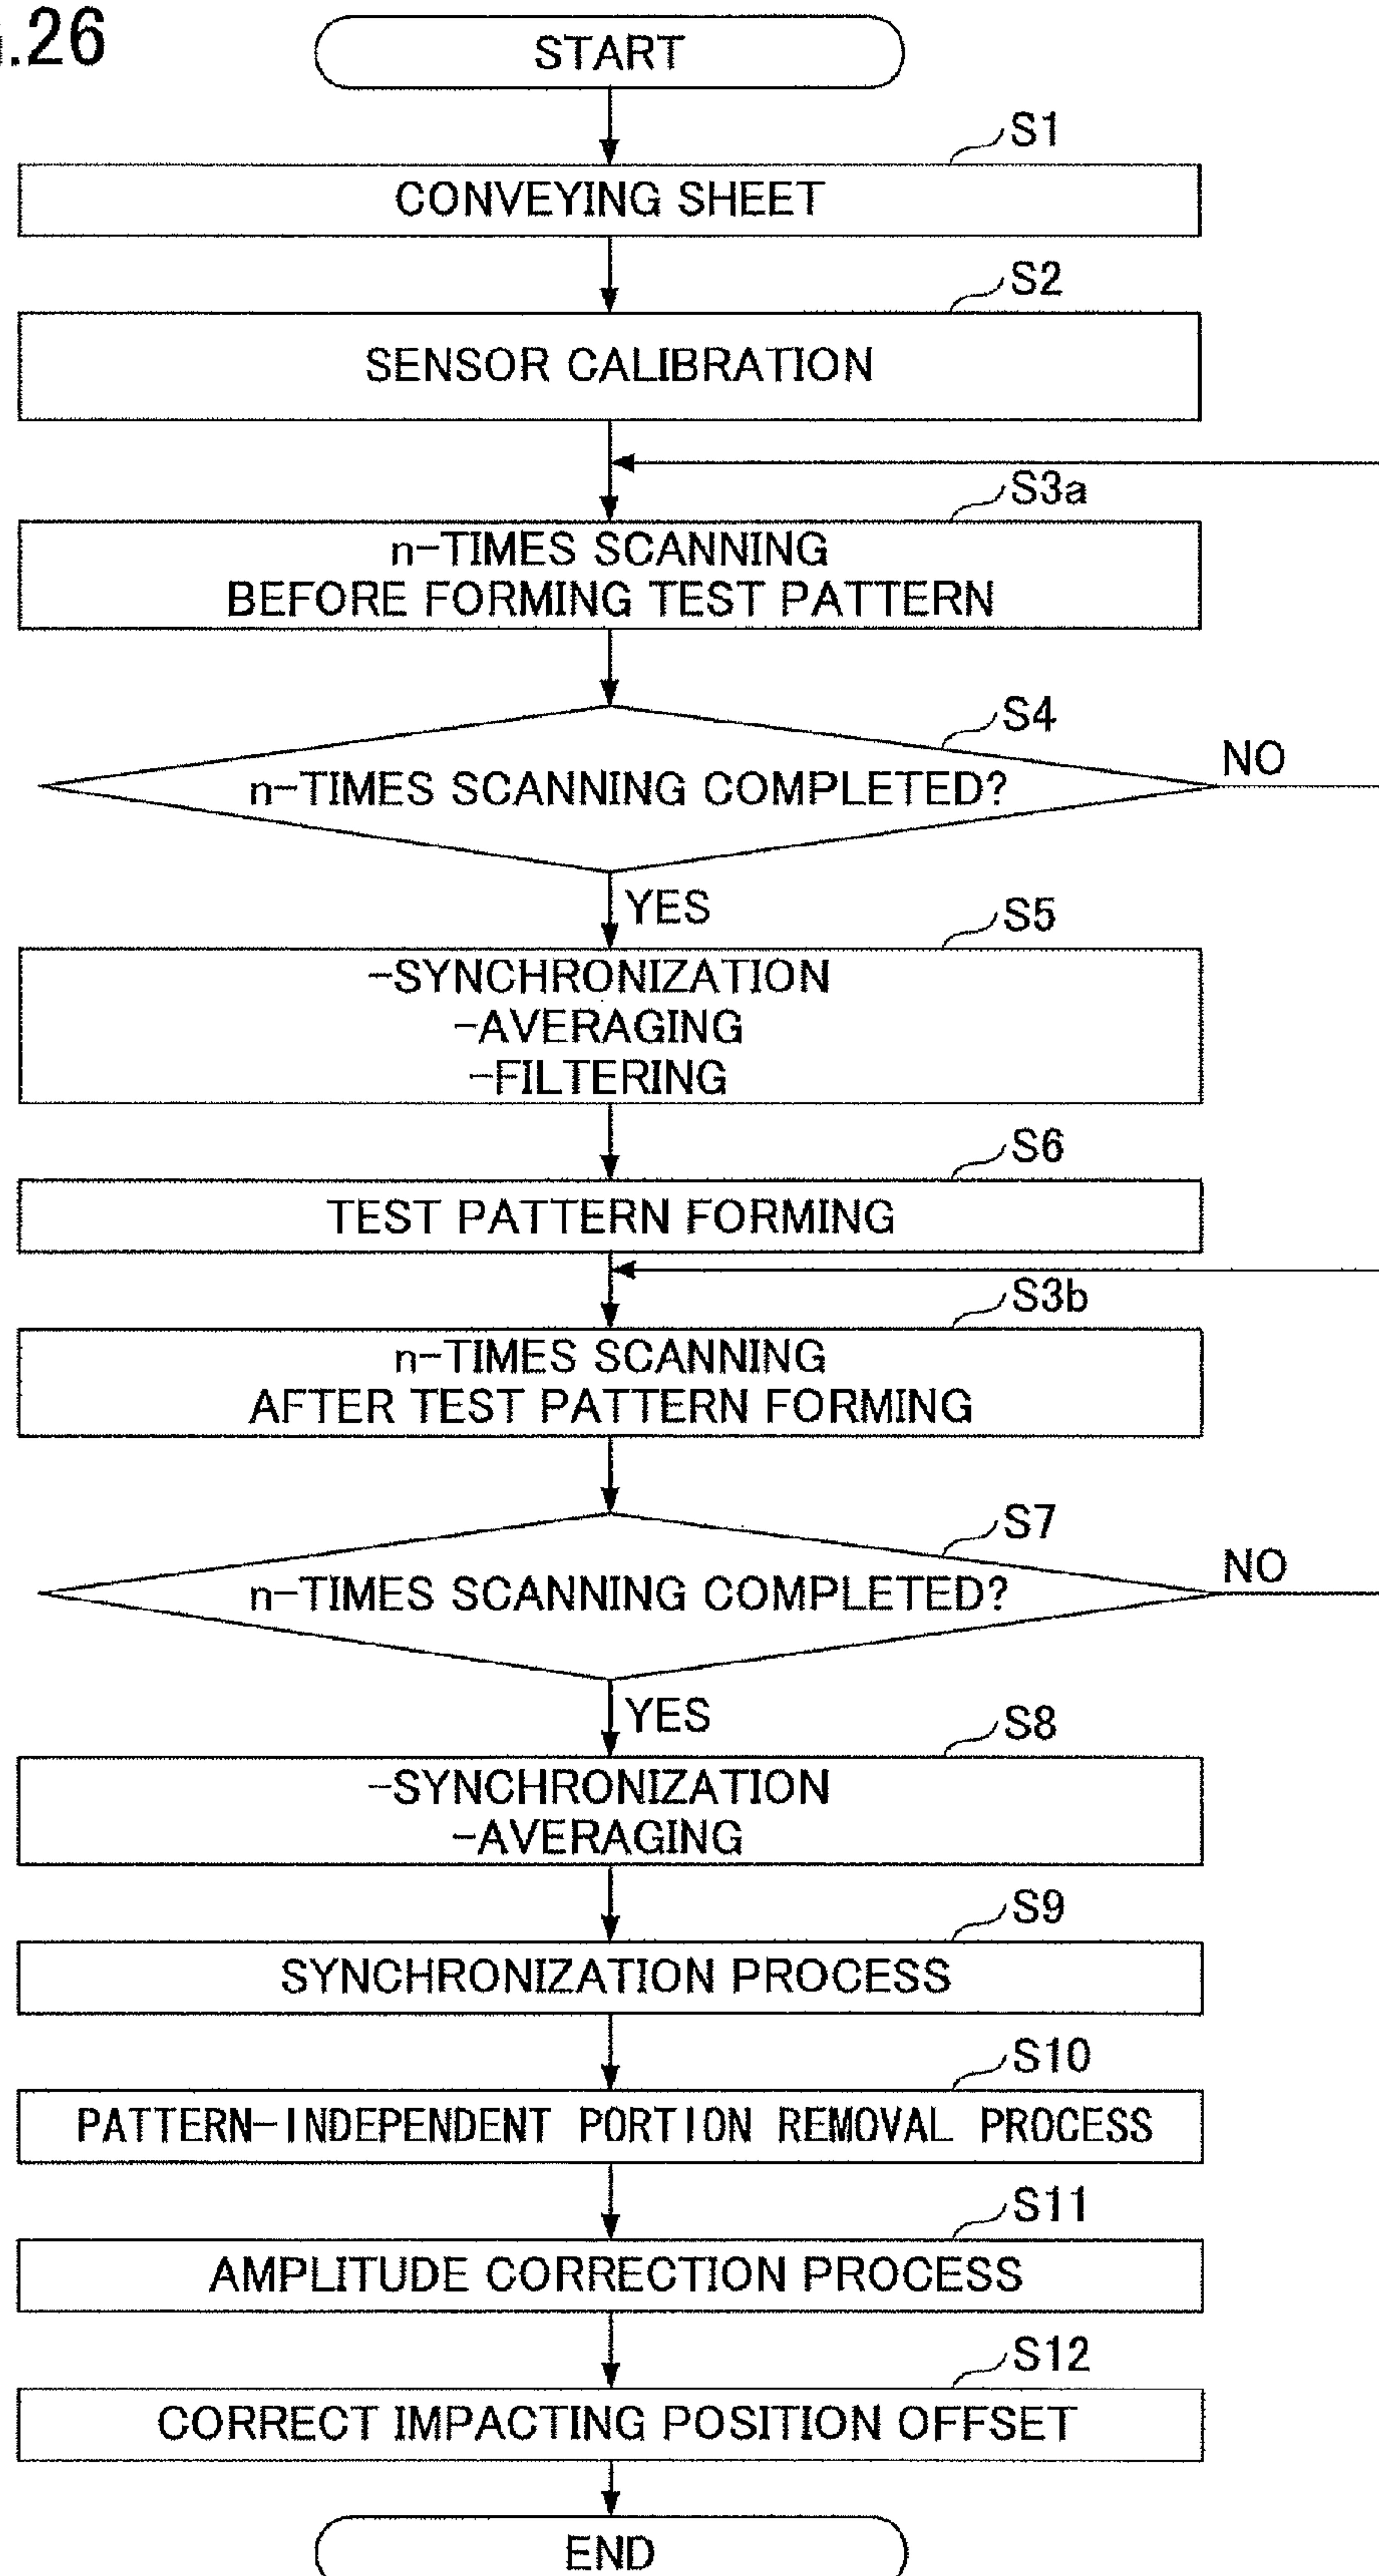 .26
START
S1
CONVEYING SHEET
S2
SENSOR CALIBRATION
S3a
n-TIMES SCANNING
BEFORE FORMING TEST PATTERN
S4
n-TIMES SCANNING COMPLETED?
NO
YES
S5
-SYNCHRONIZATION
-AVERAGING
-FILTERING
S6
TEST PATTERN FORMING
S3b
n-TIMES SCANNING
AFTER TEST PATTERN FORMING
S7
n-TIMES SCANNING COMPLETED?
NO
YES
S8
-SYNCHRONIZATION
-AVERAGING
S9
SYNCHRONIZATION PROCESS
S10
PATTERN-INDEPENDENT PORTION REMOVAL PROCESS
S11
AMPLITUDE CORRECTION PROCESS
S12
CORRECT IMPACTING POSITION OFFSET
END